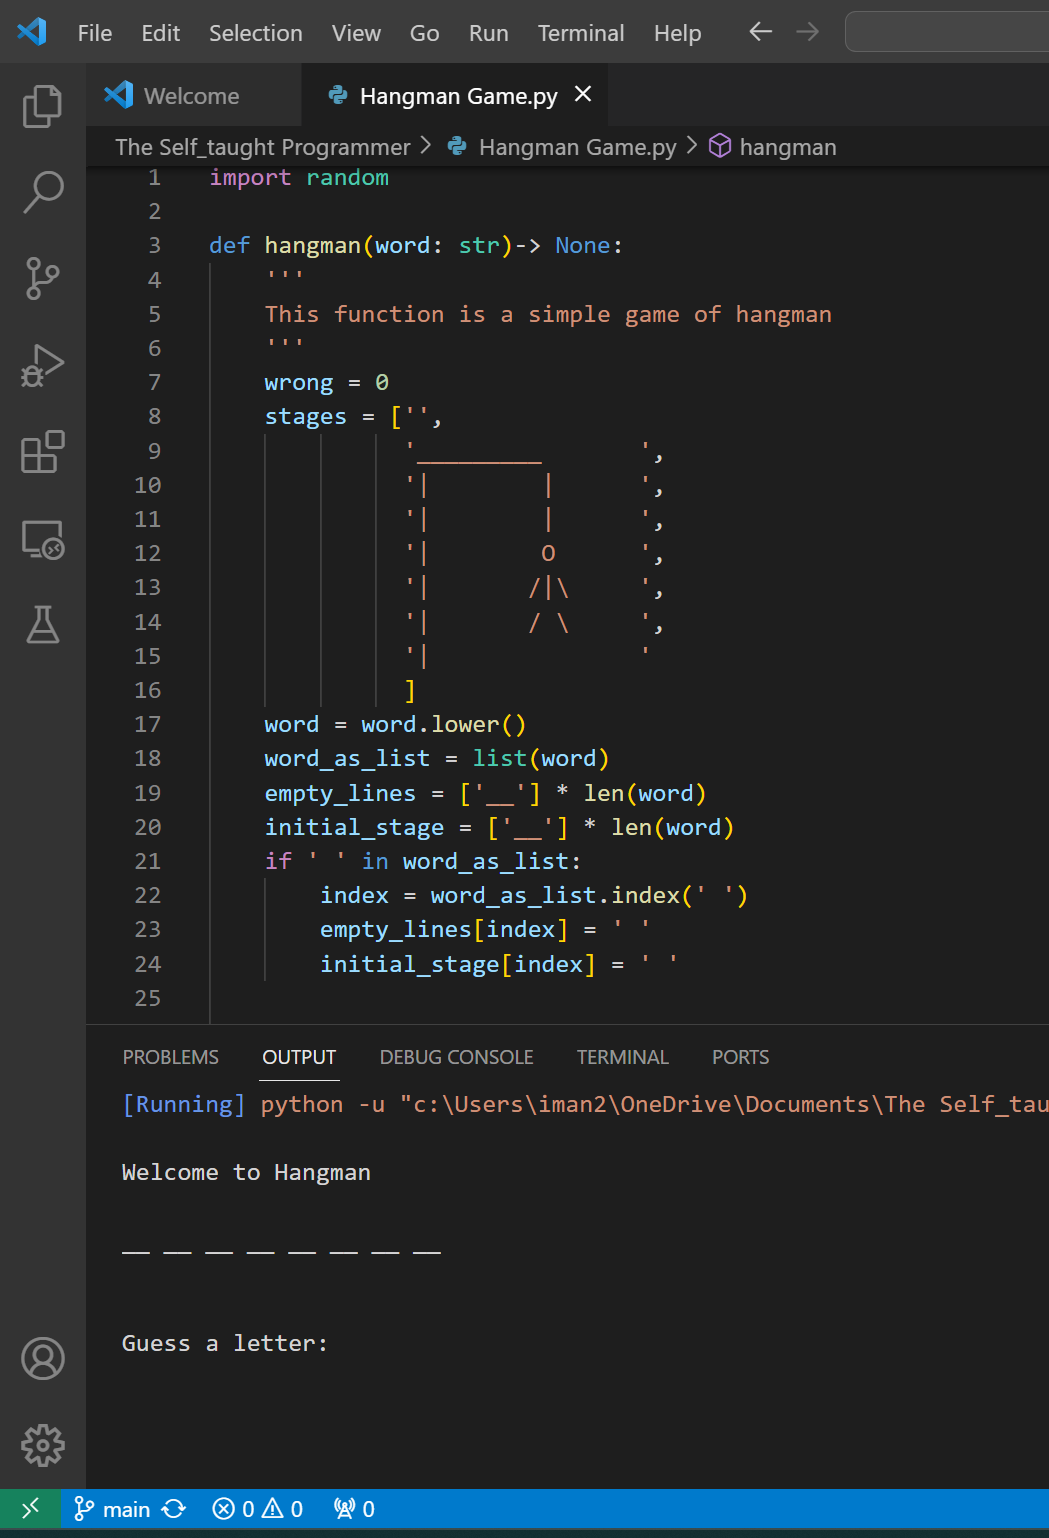 File Edit Selection View Go Run Terminal Help
Welcome Hangman Game.py
The Self_taught Programmer > Hangman Game.py > hangman
1 import random
2
3 def hangman(word: str)-> None:
4     '''
5     This function is a simple game of hangman
6     '''
7     wrong = 0
8     stages = ['',
9               '_________       ',
10              '|        |      ',
11              '|        |      ',
12              '|        O      ',
13              '|       /|\     ',
14              '|       / \     ',
15              '|               '
16              ]
17    word = word.lower()
18    word_as_list = list(word)
19    empty_lines = ['__'] * len(word)
20    initial_stage = ['__'] * len(word)
21    if ' ' in word_as_list:
22        index = word_as_list.index(' ')
23        empty_lines[index] = ' '
24        initial_stage[index] = ' '
25
PROBLEMS OUTPUT DEBUG CONSOLE TERMINAL PORTS
[Running] python -u "c:\Users\iman2\OneDrive\Documents\The Self_tau
Welcome to Hangman
__ __ __ __ __ __ __ __
Guess a letter:
main 0 0 0